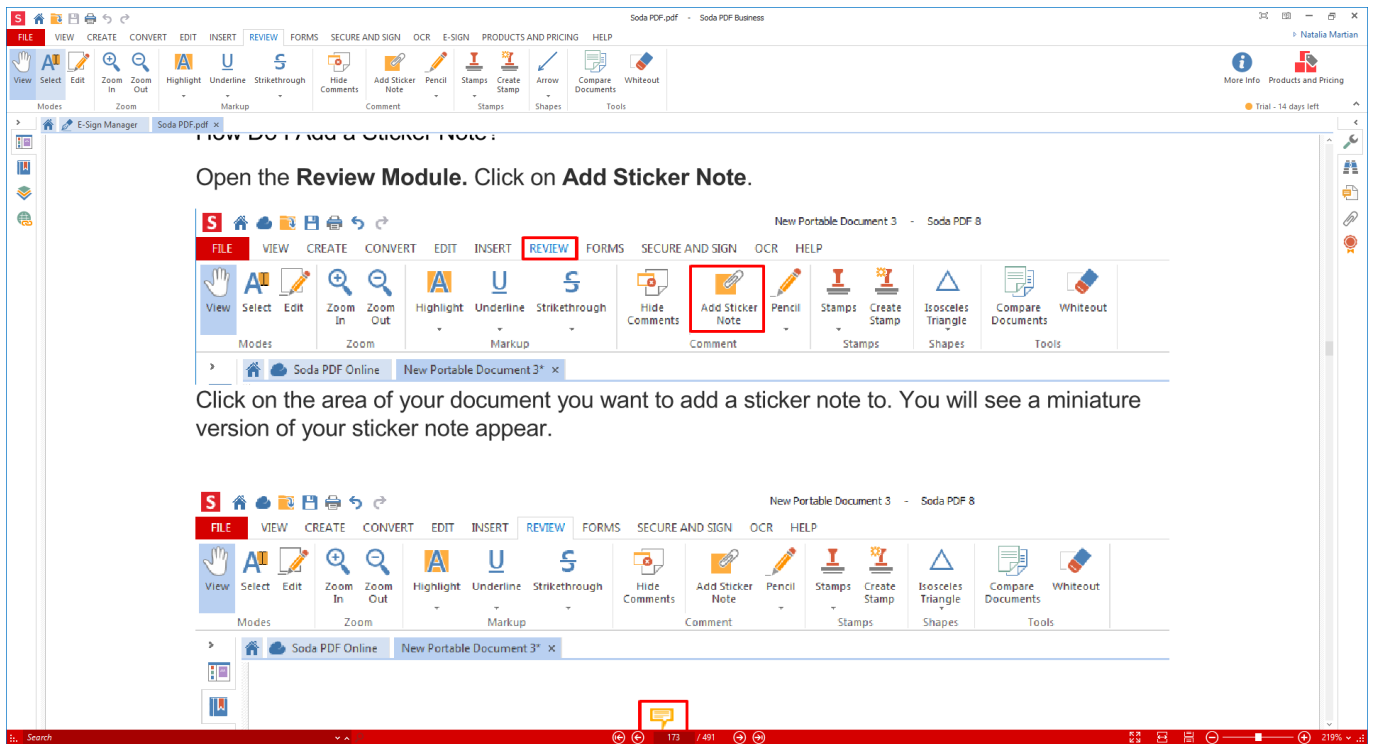 S Soda PDF.pdf - Soda PDF Business
FILE VIEW CREATE CONVERT EDIT INSERT REVIEW FORMS SECURE AND SIGN OCR E-SIGN PRODUCTS AND PRICING HELP Natalia Martian
View Select Edit Zoom In Zoom Out Highlight Underline Strikethrough Hide Comments Add Sticker Note Pencil Stamps Create Stamp Arrow Compare Documents Whiteout More Info Products and Pricing
Modes Zoom Markup Comment Stamps Shapes Tools Trial - 14 days left
E-Sign Manager Soda PDF.pdf ×
How Do I Add a Sticker Note?
Open the Review Module. Click on Add Sticker Note.
S New Portable Document 3 - Soda PDF 8
FILE VIEW CREATE CONVERT EDIT INSERT REVIEW FORMS SECURE AND SIGN OCR HELP
View Select Edit Zoom In Zoom Out Highlight Underline Strikethrough Hide Comments Add Sticker Note Pencil Stamps Create Stamp Isosceles Triangle Compare Documents Whiteout
Modes Zoom Markup Comment Stamps Shapes Tools
Soda PDF Online New Portable Document 3* ×
Click on the area of your document you want to add a sticker note to. You will see a miniature
version of your sticker note appear.
S New Portable Document 3 - Soda PDF 8
FILE VIEW CREATE CONVERT EDIT INSERT REVIEW FORMS SECURE AND SIGN OCR HELP
View Select Edit Zoom In Zoom Out Highlight Underline Strikethrough Hide Comments Add Sticker Note Pencil Stamps Create Stamp Isosceles Triangle Compare Documents Whiteout
Modes Zoom Markup Comment Stamps Shapes Tools
Soda PDF Online New Portable Document 3* ×
Search 173 / 491 219%